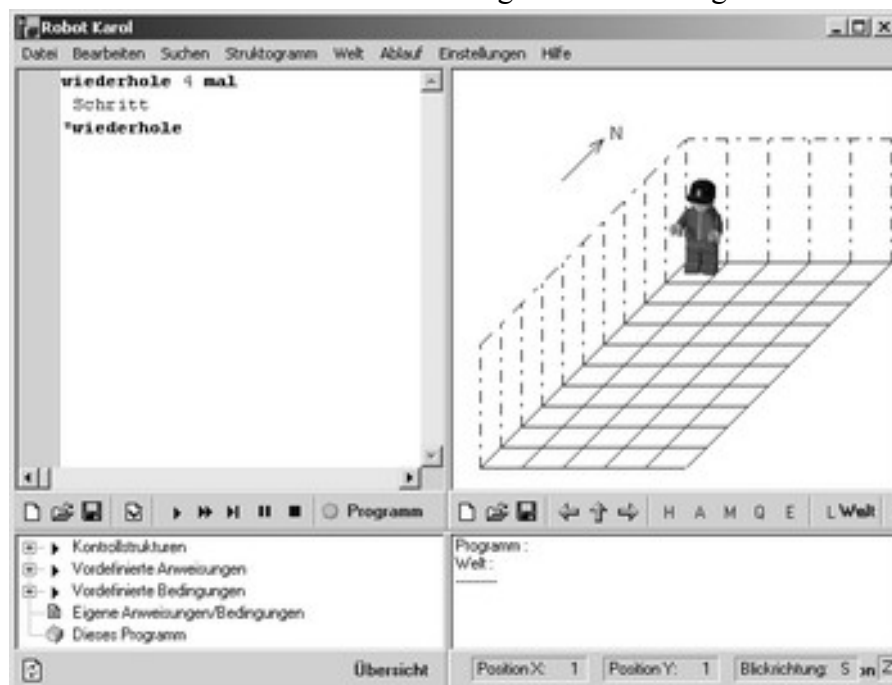 Robot Karol
Datei Bearbeiten Suchen Struktogramm Welt Ablauf Einstellungen Hilfe
wiederhole 4 mal
Schritt
*wiederhole
N
Programm
H A M Q E L Welt
Kontrollstrukturen
Vordefinierte Anweisungen
Vordefinierte Bedingungen
Eigene Anweisungen/Bedingungen
Dieses Programm
Programm :
Welt :
--------
Übersicht
Position X: 1 Position Y: 1 Blickrichtung: S on Z